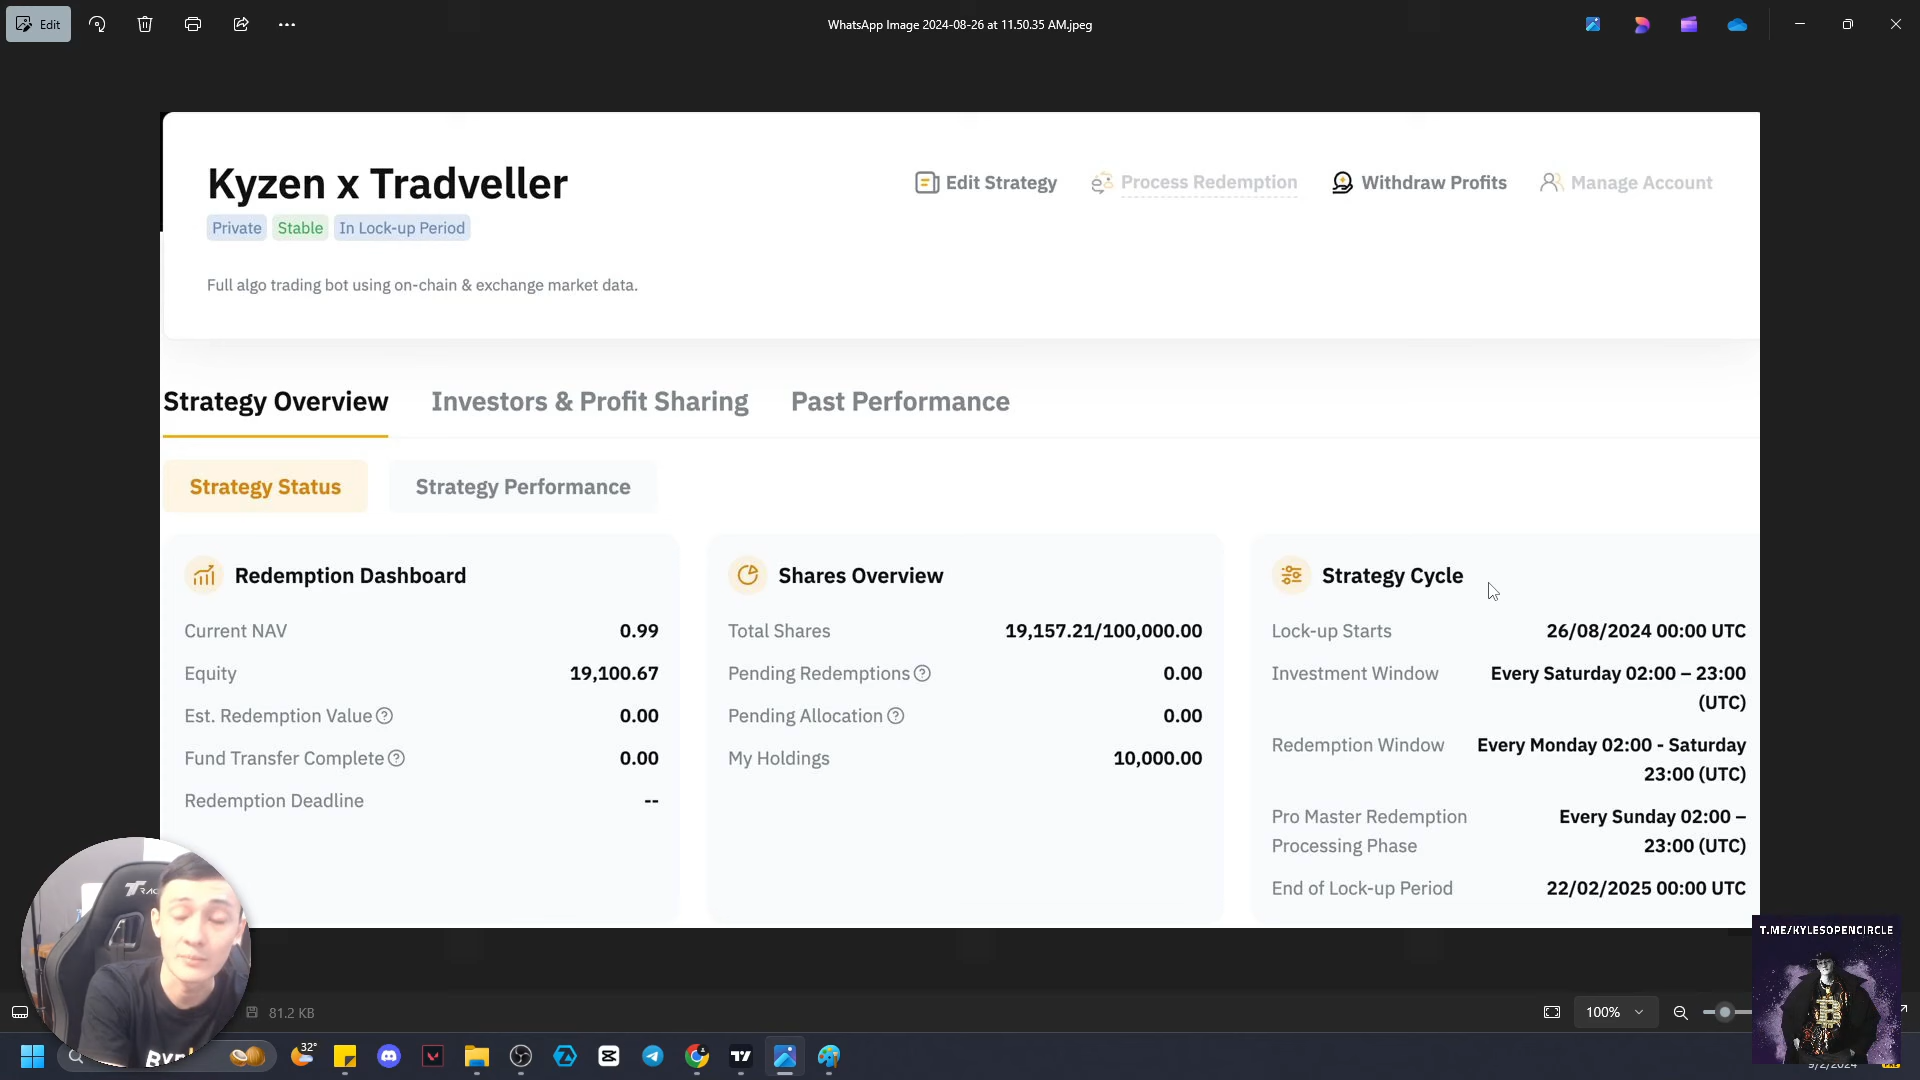 Edit
WhatsApp Image 2024-08-26 at 11.50.35 AM.jpeg
Kyzen x Tradveller
Edit Strategy
Process Redemption
Withdraw Profits
Manage Account
Private
Stable
In Lock-up Period
Full algo trading bot using on-chain & exchange market data.
Strategy Overview
Investors & Profit Sharing
Past Performance
Strategy Status
Strategy Performance
Redemption Dashboard
Current NAV 0.99
Equity 19,100.67
Est. Redemption Value 0.00
Fund Transfer Complete 0.00
Redemption Deadline --
Shares Overview
Total Shares 19,157.21/100,000.00
Pending Redemptions 0.00
Pending Allocation 0.00
My Holdings 10,000.00
Strategy Cycle
Lock-up Starts 26/08/2024 00:00 UTC
Investment Window Every Saturday 02:00 – 23:00
(UTC)
Redemption Window Every Monday 02:00 - Saturday
23:00 (UTC)
Pro Master Redemption Every Sunday 02:00 –
Processing Phase 23:00 (UTC)
End of Lock-up Period 22/02/2025 00:00 UTC
T.ME/KYLESOPENCIRCLE
81.2 KB
100%
32°
9/2/2024